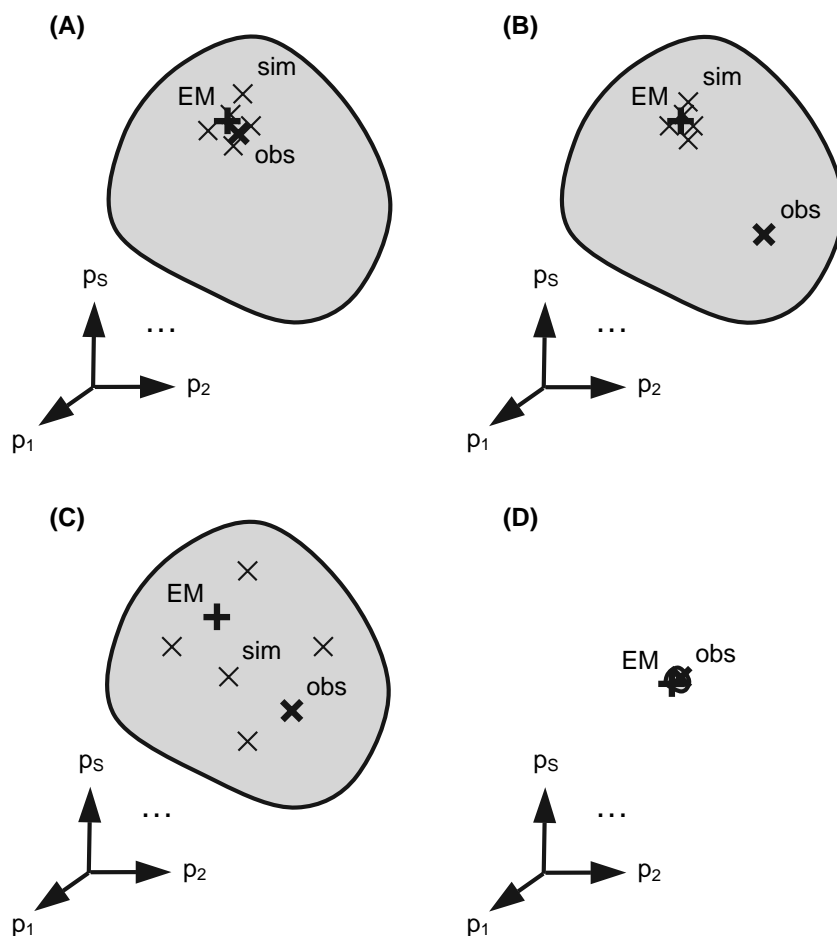 (A)
sim
EM
obs
pS
...
p2
p1
(B)
sim
EM
obs
pS
...
p2
p1
(C)
EM
sim
obs
pS
...
p2
p1
(D)
EM
obs
pS
...
p2
p1